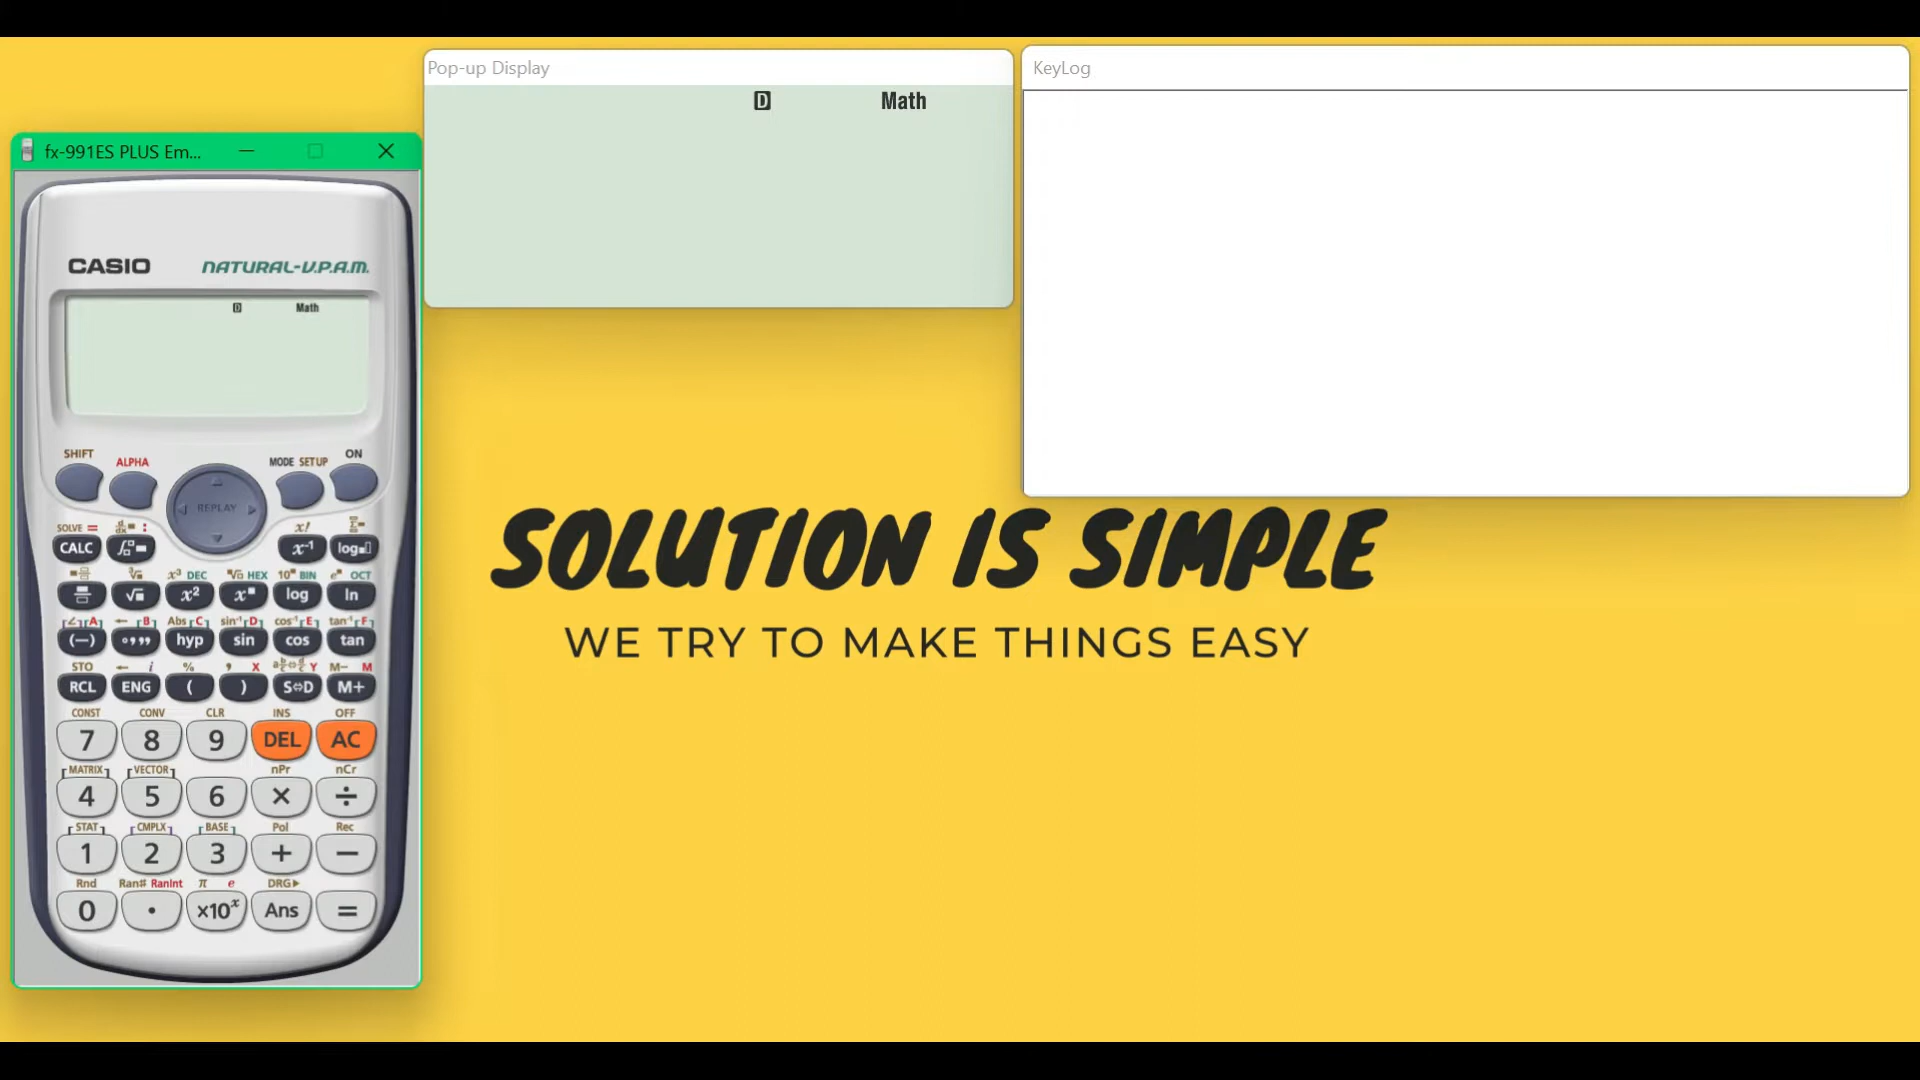 Pop-up Display
D Math
KeyLog
fx-991ES PLUS Em...
CASIO NATURAL-V.P.A.M.
D Math
SHIFT ALPHA MODE SETUP ON
REPLAY
SOLVE = d/dx :
x! Σ
CALC x⁻¹ log
x³ DEC HEX 10 BIN e OCT
√ x² x log ln
∠ A ← B Abs C sin⁻¹ D cos⁻¹ E tan⁻¹ F
(−) °,,, hyp sin cos tan
STO ← i % , X Y M− M
RCL ENG ( ) S⇔D M+
CONST CONV CLR INS OFF
7 8 9 DEL AC
MATRIX VECTOR nPr nCr
4 5 6 × ÷
STAT CMPLX BASE Pol Rec
1 2 3 + −
Rnd Ran# RanInt π e DRG▶
0 · ×10ˣ Ans =
SOLUTION IS SIMPLE
WE TRY TO MAKE THINGS EASY